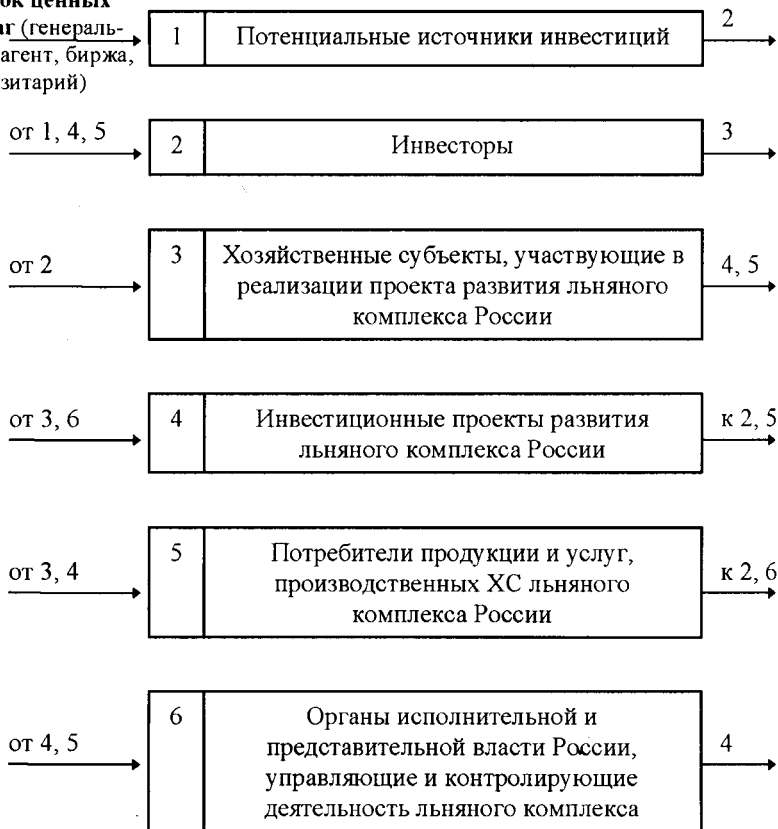 ок ценных
аг (генераль-
агент, биржа,
зитарий)
1 Потенциальные источники инвестиций 2
от 1, 4, 5 2 Инвесторы 3
3 Хозяйственные субъекты, участвующие в
от 2 реализации проекта развития льняного 4, 5
комплекса России
от 3, 6 4 Инвестиционные проекты развития к 2, 5
льняного комплекса России
5 Потребители продукции и услуг,
от 3, 4 производственных ХС льняного к 2, 6
комплекса России
6 Органы исполнительной и
от 4, 5 представительной власти России, 4
управляющие и контролирующие
деятельность льняного комплекса